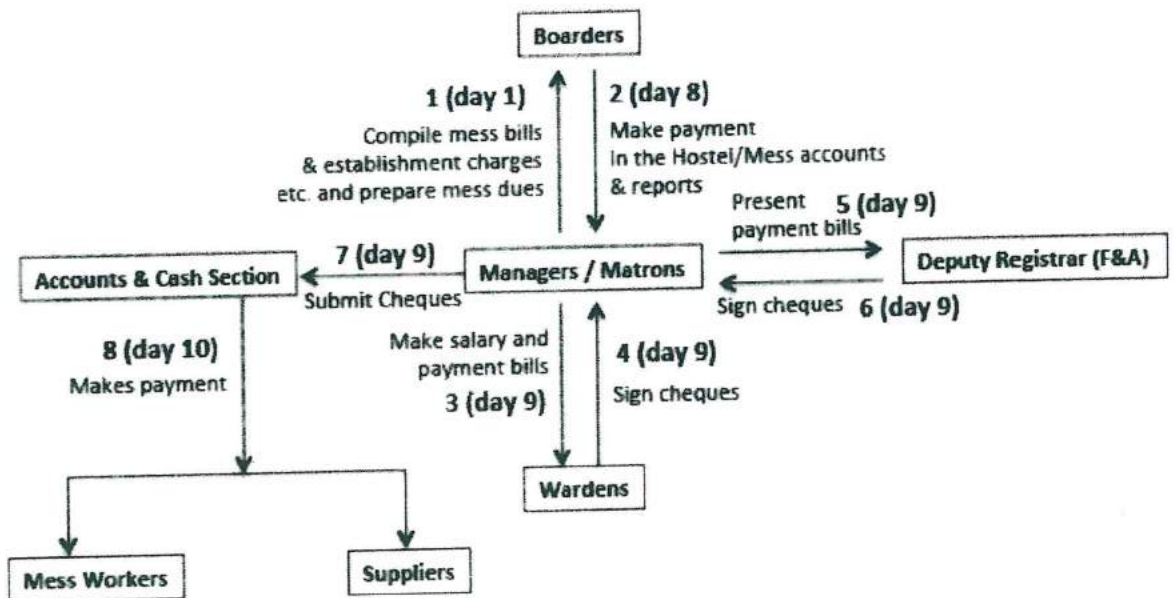 Boarders
1 (day 1)
Compile mess bills
& establishment charges
etc. and prepare mess dues
2 (day 8)
Make payment
in the Hostel/Mess accounts
& reports
Present
payment bills
5 (day 9)
Accounts & Cash Section
7 (day 9)
Submit Cheques
Managers / Matrons
Deputy Registrar (F&A)
Sign cheques
6 (day 9)
8 (day 10)
Makes payment
Make salary and
payment bills
3 (day 9)
4 (day 9)
Sign cheques
Wardens
Mess Workers
Suppliers